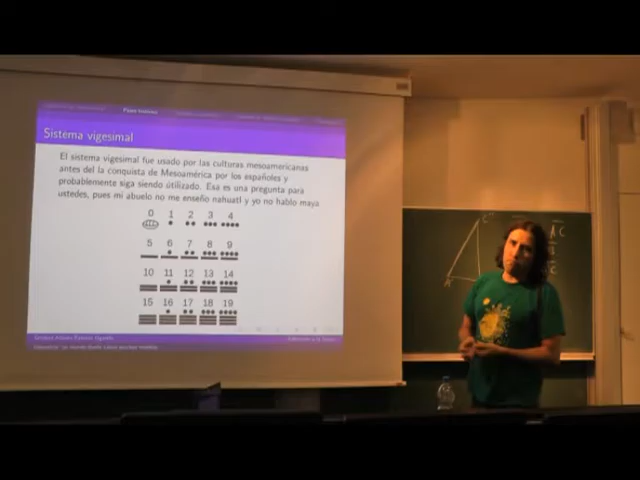 Sistema vigesimal
El sistema vigesimal fue usado por las culturas mesoamericanas
antes del la conquista de Mesoamérica por los españoles y
probablemente siga siendo utilizado. Esa es una pregunta para
ustedes, pues mi abuelo no me enseño nahuatl y yo no hablo maya
0 1 2 3 4
5 6 7 8 9
10 11 12 13 14
15 16 17 18 19
C''
A'
AC